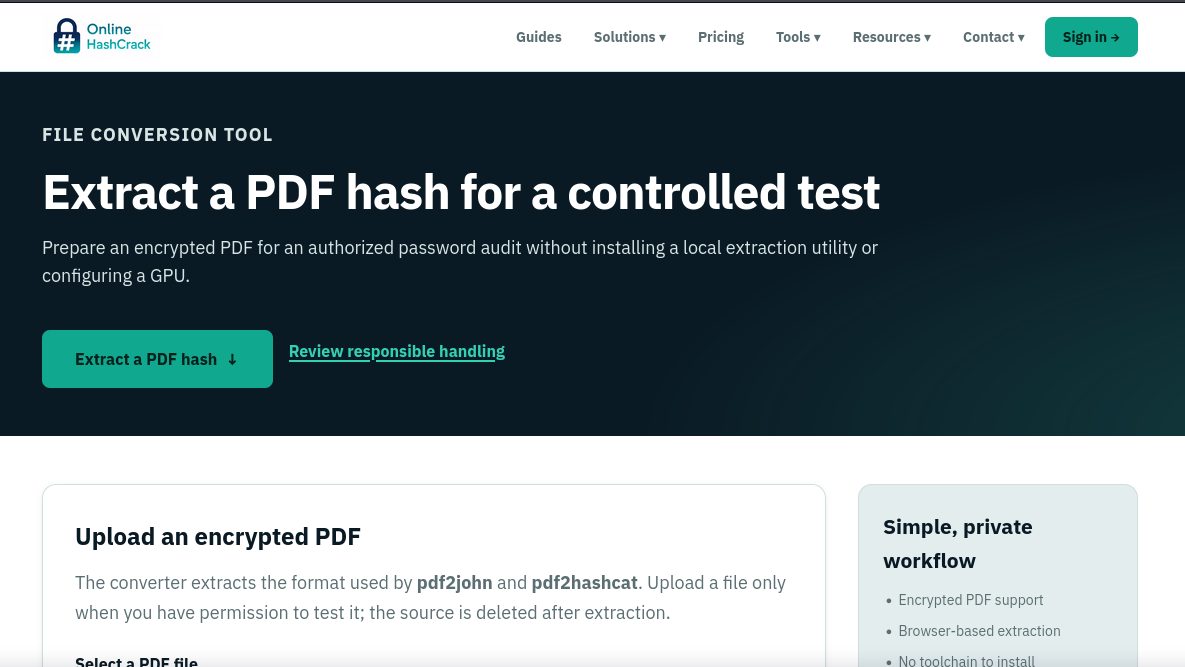 Online
HashCrack
Guides
Solutions ▾
Pricing
Tools ▾
Resources ▾
Contact ▾
Sign in →
FILE CONVERSION TOOL
Extract a PDF hash for a controlled test
Prepare an encrypted PDF for an authorized password audit without installing a local extraction utility or
configuring a GPU.
Extract a PDF hash ↓
Review responsible handling
Upload an encrypted PDF
The converter extracts the format used by pdf2john and pdf2hashcat. Upload a file only
when you have permission to test it; the source is deleted after extraction.
Select a PDF file
Simple, private
workflow
• Encrypted PDF support
• Browser-based extraction
• No toolchain to install